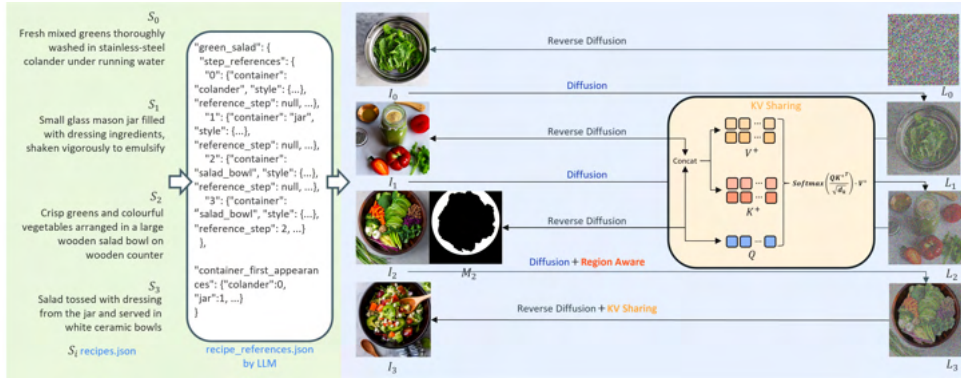 S₀
Fresh mixed greens thoroughly
washed in stainless-steel
colander under running water
S₁
Small glass mason jar filled
with dressing ingredients,
shaken vigorously to emulsify
S₂
Crisp greens and colourful
vegetables arranged in a large
wooden salad bowl on
wooden counter
S₃
Salad tossed with dressing
from the jar and served in
white ceramic bowls
Sᵢ recipes.json
"green_salad": {
"step_references": {
"0": {"container":
"colander", "style": {...},
"reference_step": null, ...},
"1": {"container": "jar",
"style": {...},
"reference_step": null, ...},
"2": {"container":
"salad_bowl", "style": {...},
"reference_step": null, ...},
"3": {"container":
"salad_bowl", "style": {...},
"reference_step": 2, ...}
},
"container_first_appearan
ces": {"colander":0,
"jar":1, ...}
}
recipe_references.json
by LLM
Reverse Diffusion
I₀
L₀
Diffusion
Reverse Diffusion
I₁
L₁
Diffusion
Reverse Diffusion
I₂
M₂
L₂
Diffusion + Region Aware
Reverse Diffusion + KV Sharing
I₃
L₃
KV Sharing
Concat
V⁺
K⁺
Q
Softmax(QK⁺ᵀ/√dₖ) · V⁺